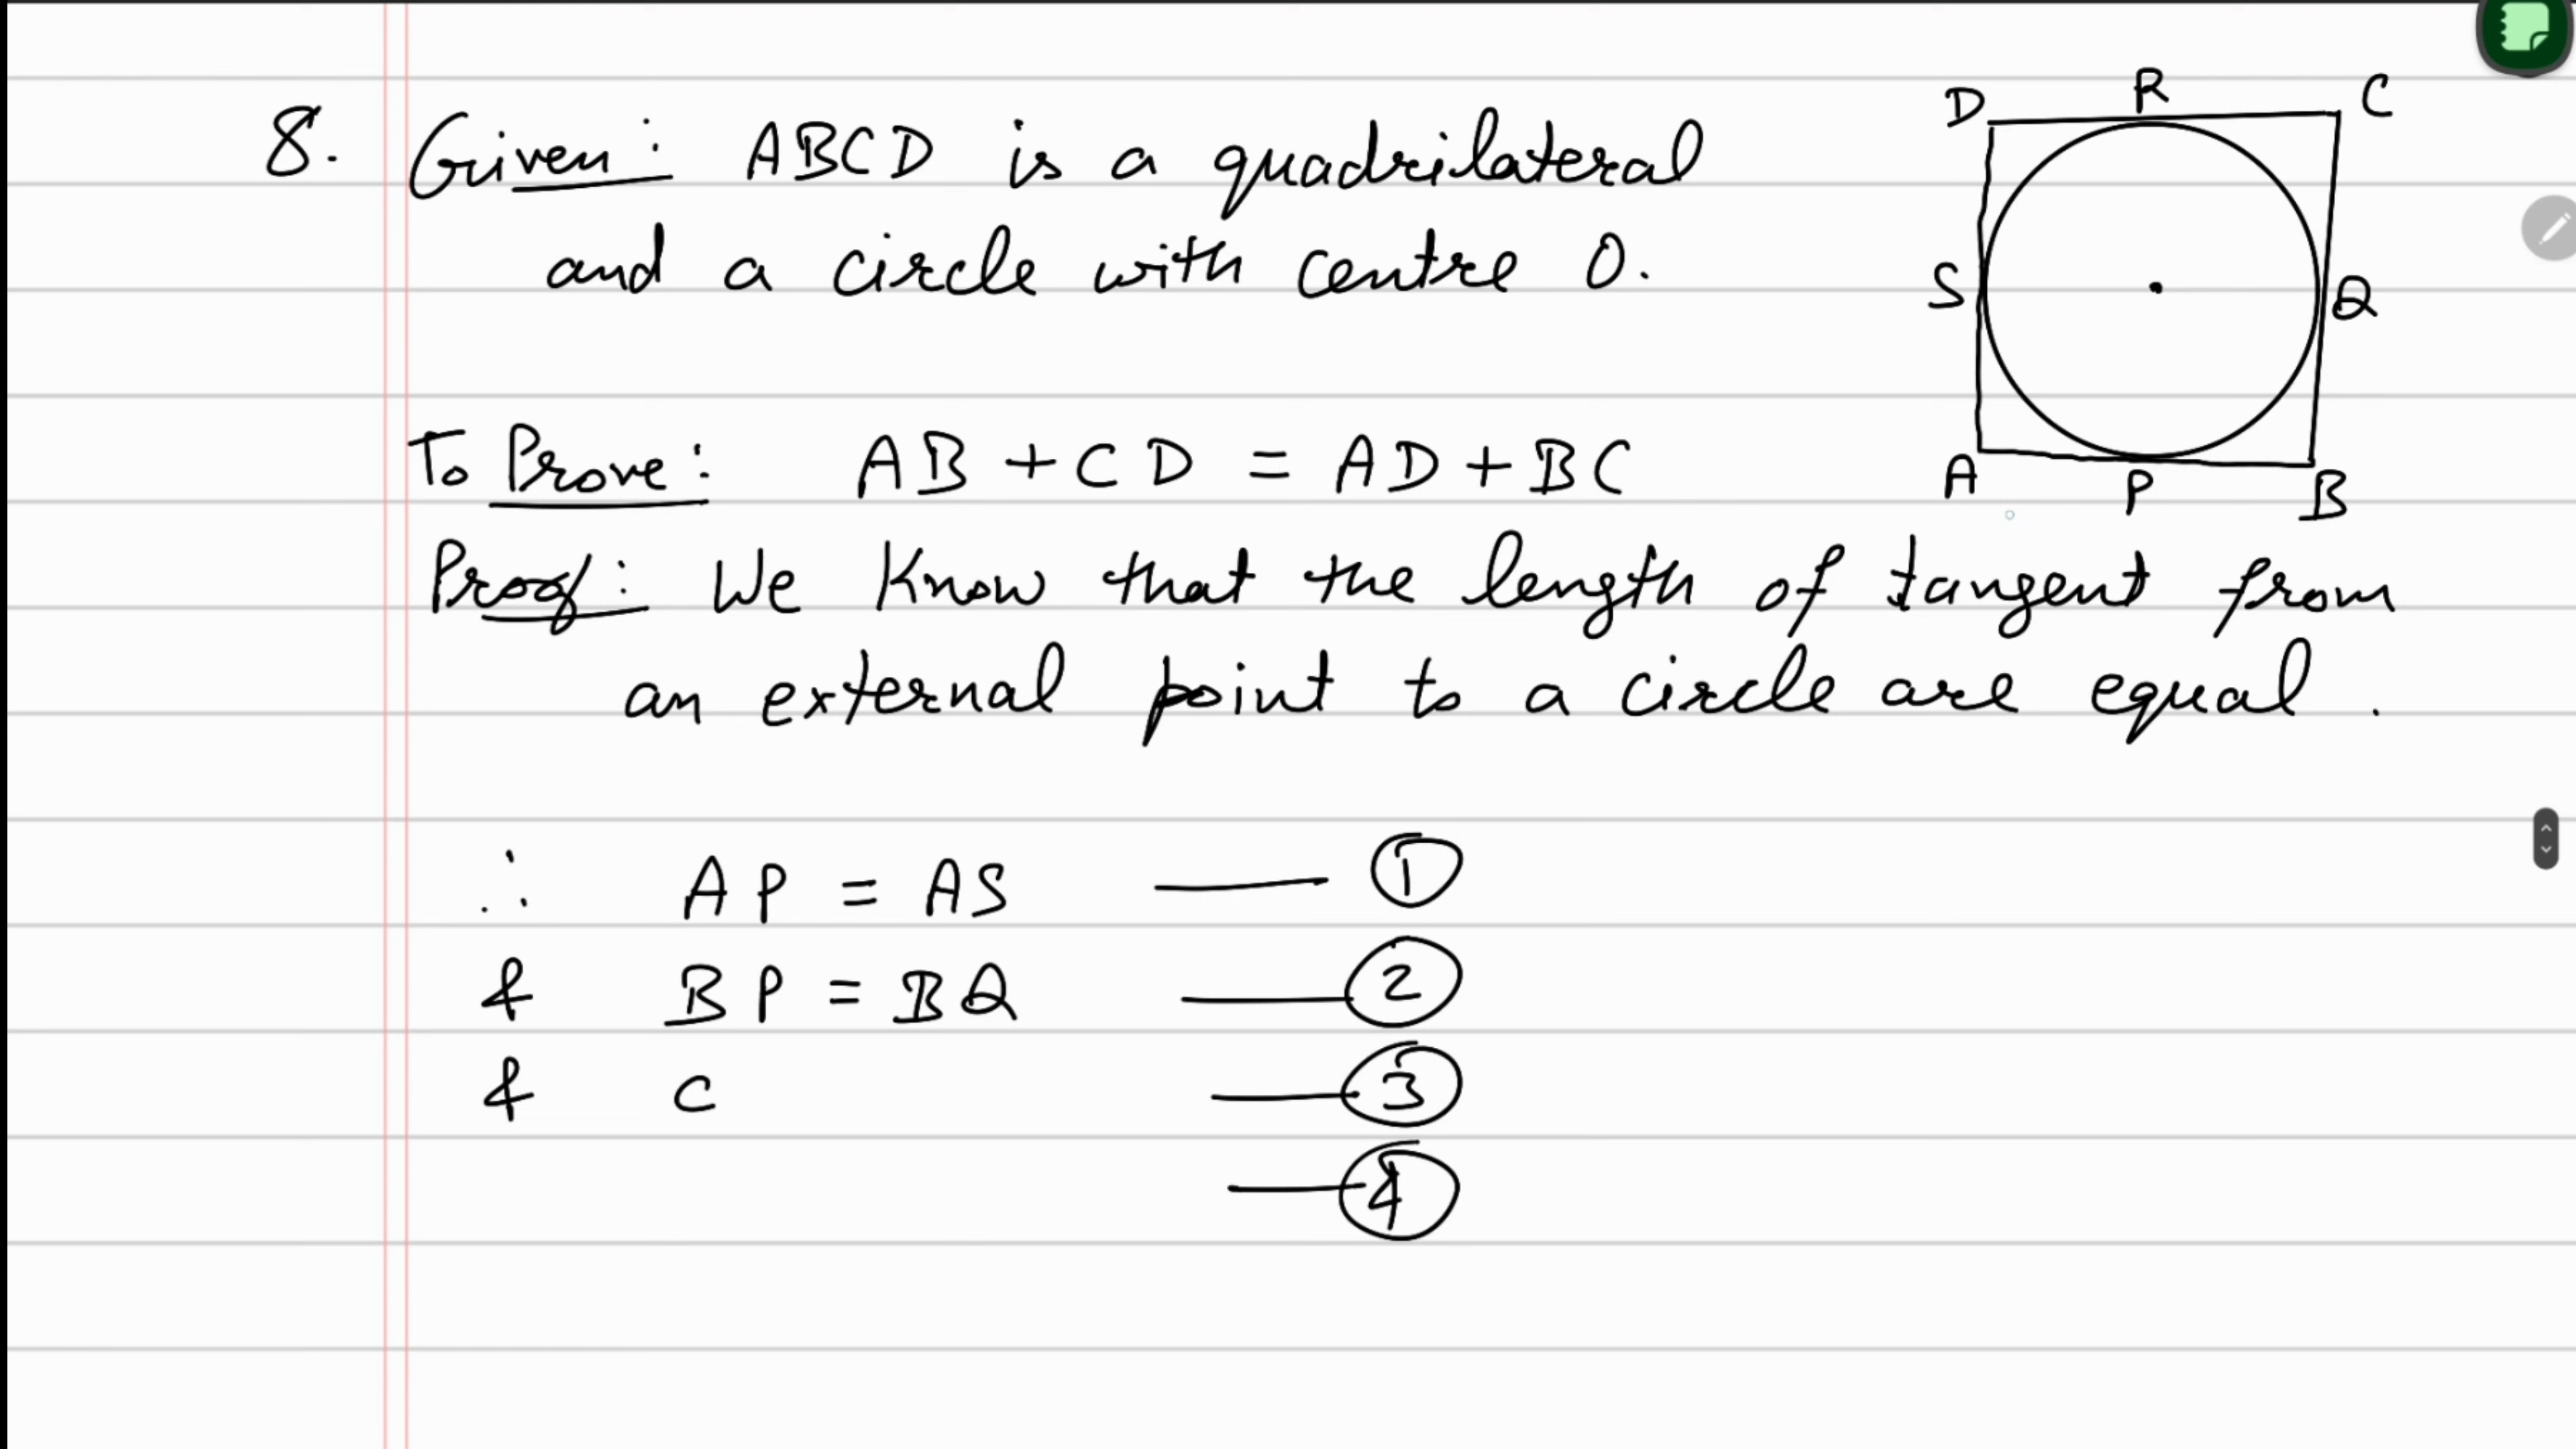 8. Given: ABCD is a quadrilateral
and a circle with centre O.
D R C
S Q
A P B
To Prove: AB + CD = AD + BC
Proof: We Know that the length of tangent from
an external point to a circle are equal.
∴ AP = AS — ①
& BP = BQ — ②
& C — ③
— ④